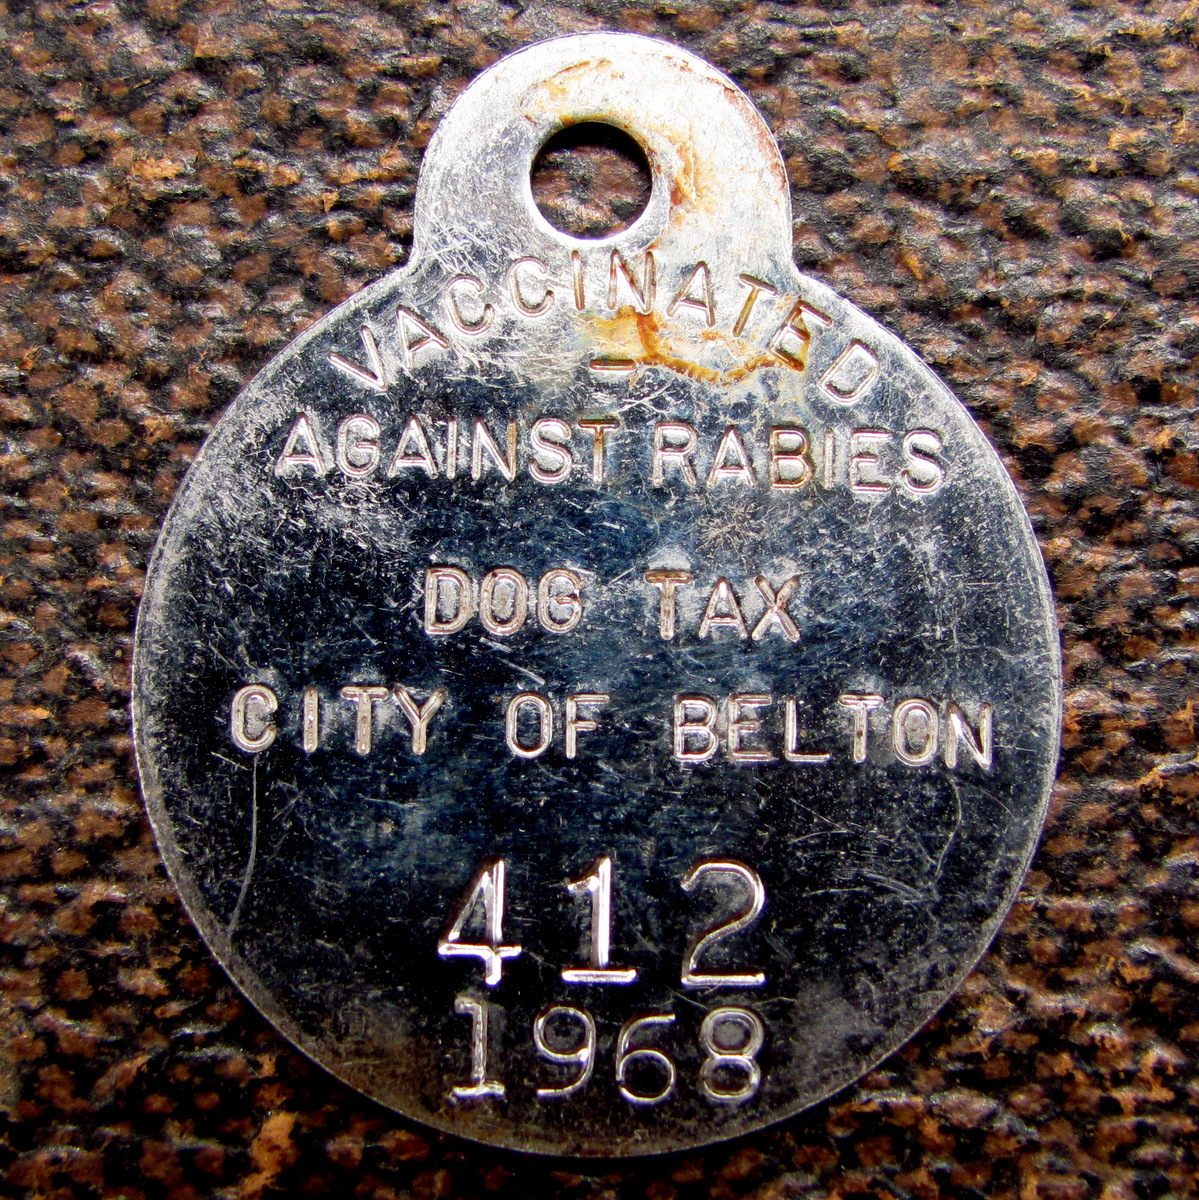 VACCINATED
-
AGAINST RABIES
DOG TAX
CITY OF BELTON
412
1968